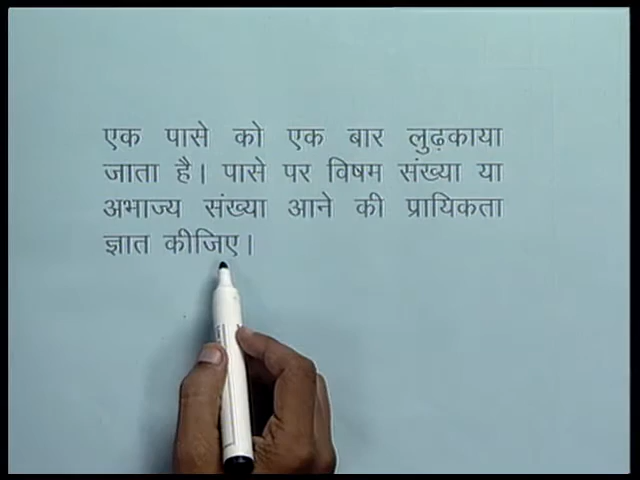 एक पासे को एक बार लुढ़काया
जाता है। पासे पर विषम संख्या या
अभाज्य संख्या आने की प्रायिकता
ज्ञात कीजिए।